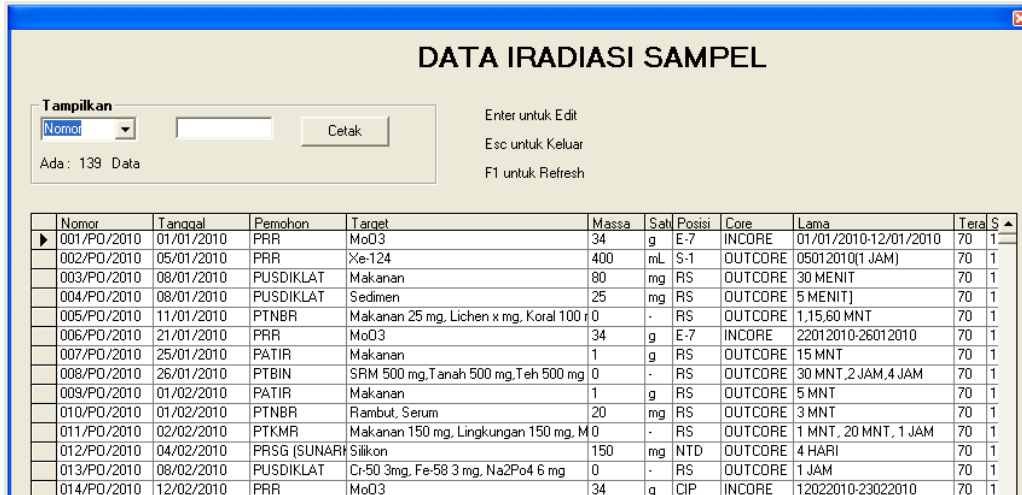 DATA IRADIASI SAMPEL
Tampilkan
Nomor Cetak
Ada : 139 Data
Enter untuk Edit
Esc untuk Keluar
F1 untuk Refresh
Nomor Tanggal Pemohon Target Massa Satu Posisi Core Lama Tera S
001/PO/2010 01/01/2010 PRR MoO3 34 g E-7 INCORE 01/01/2010-12/01/2010 70 1
002/PO/2010 05/01/2010 PRR Xe-124 400 mL S-1 OUTCORE 05012010(1 JAM) 70 1
003/PO/2010 08/01/2010 PUSDIKLAT Makanan 80 mg RS OUTCORE 30 MENIT 70 1
004/PO/2010 08/01/2010 PUSDIKLAT Sedimen 25 mg RS OUTCORE 5 MENIT] 70 1
005/PO/2010 11/01/2010 PTNBR Makanan 25 mg, Lichen x mg, Koral 100 r 0 - RS OUTCORE 1,15,60 MNT 70 1
006/PO/2010 21/01/2010 PRR MoO3 34 g E-7 INCORE 22012010-26012010 70 1
007/PO/2010 25/01/2010 PATIR Makanan 1 g RS OUTCORE 15 MNT 70 1
008/PO/2010 26/01/2010 PTBIN SRM 500 mg,Tanah 500 mg,Teh 500 mg 0 - RS OUTCORE 30 MNT,2 JAM,4 JAM 70 1
009/PO/2010 01/02/2010 PATIR Makanan 1 g RS OUTCORE 5 MNT 70 1
010/PO/2010 01/02/2010 PTNBR Rambut, Serum 20 mg RS OUTCORE 3 MNT 70 1
011/PO/2010 02/02/2010 PTKMR Makanan 150 mg, Lingkungan 150 mg, M 0 - RS OUTCORE 1 MNT, 20 MNT, 1 JAM 70 1
012/PO/2010 04/02/2010 PRSG (SUNARK Silikon 150 mg NTD OUTCORE 4 HARI 70 1
013/PO/2010 08/02/2010 PUSDIKLAT Cr-50 3mg, Fe-58 3 mg, Na2Po4 6 mg 0 - RS OUTCORE 1 JAM 70 1
014/PO/2010 12/02/2010 PRR MoO3 34 g CIP INCORE 12022010-23022010 70 1